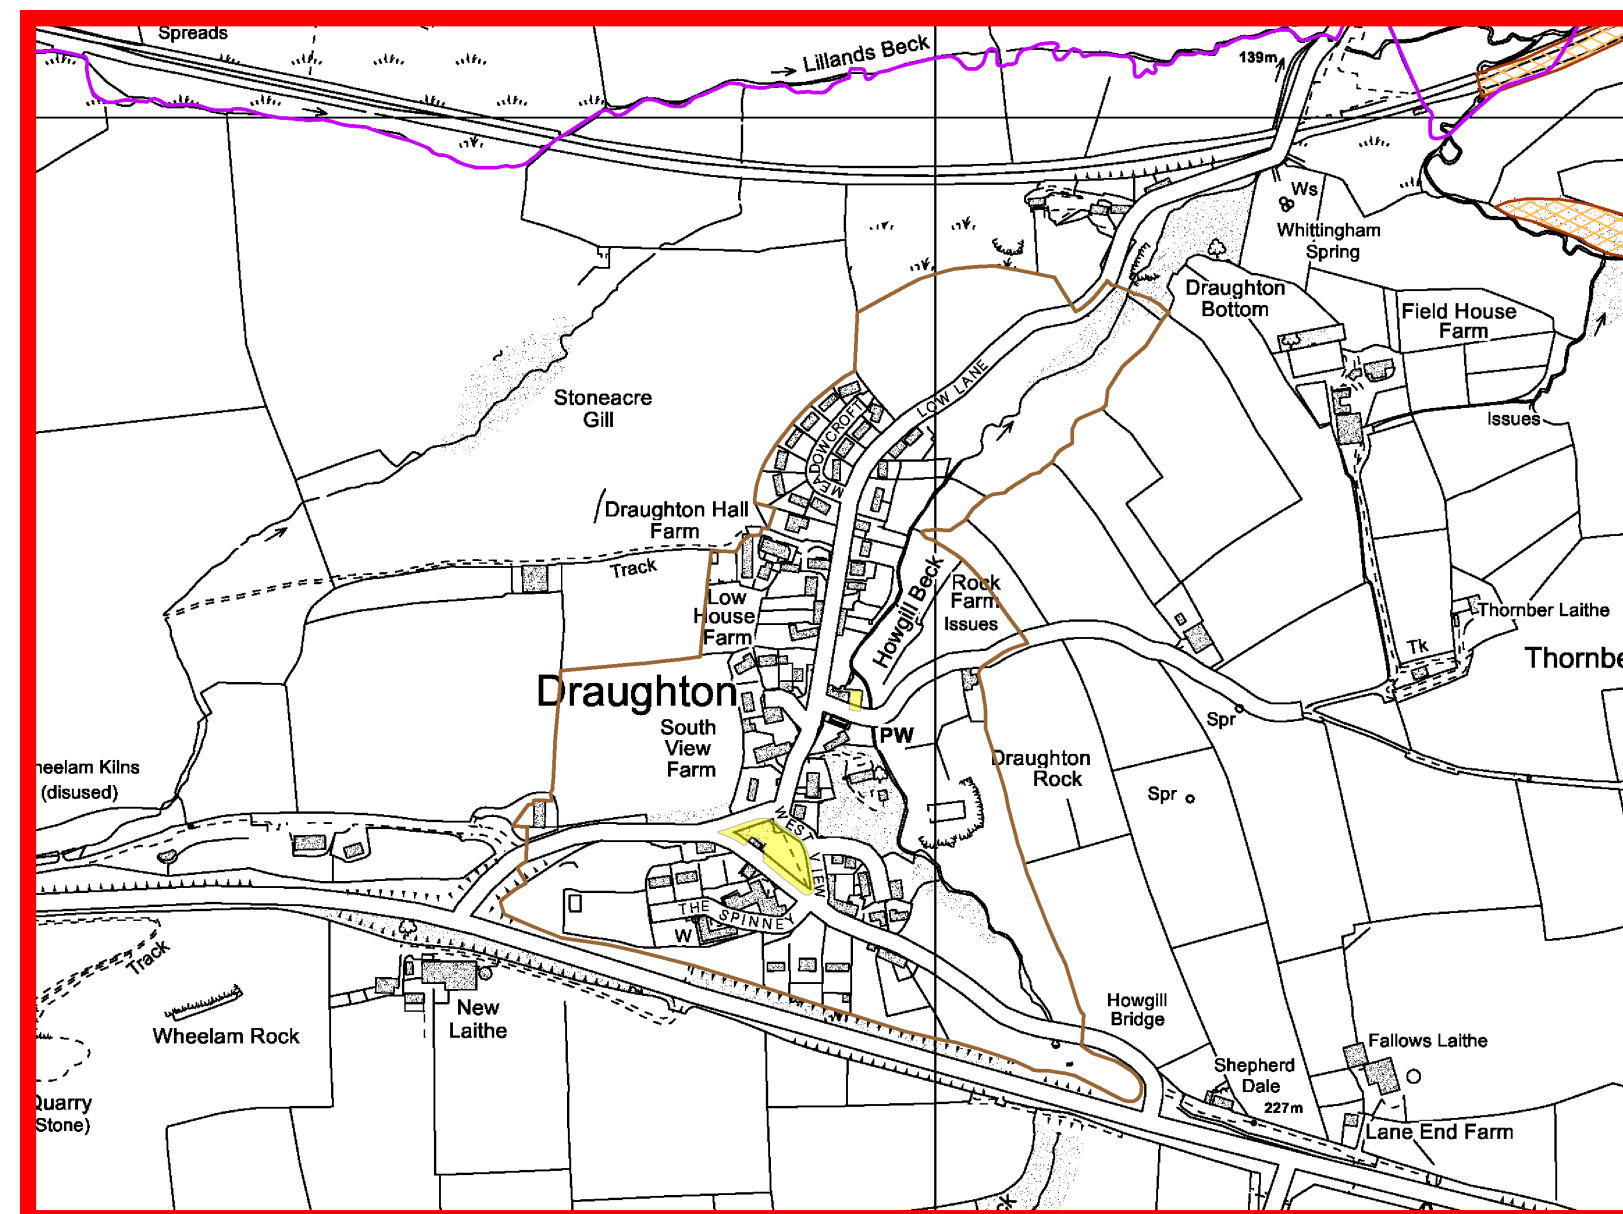 Spreads
Lillands Beck
139m
Ws
Whittingham
Spring
Draughton
Bottom
Field House
Farm
Stoneacre
Gill
LOW LANE
MEADOWCROFT
Issues
Draughton Hall
Farm
Track
Low
House
Farm
Howgill Beck
Rock
Farm
Issues
Thornber Laithe
Tk
Thornbe
Draughton
South
View
Farm
PW
Spr
Draughton
Rock
Spr
heelam Kilns
(disused)
WEST VIEW
THE SPINNEY
W
Track
New
Laithe
Wheelam Rock
Howgill
Bridge
Shepherd
Dale
227m
Fallows Laithe
Quarry
Stone)
Lane End Farm